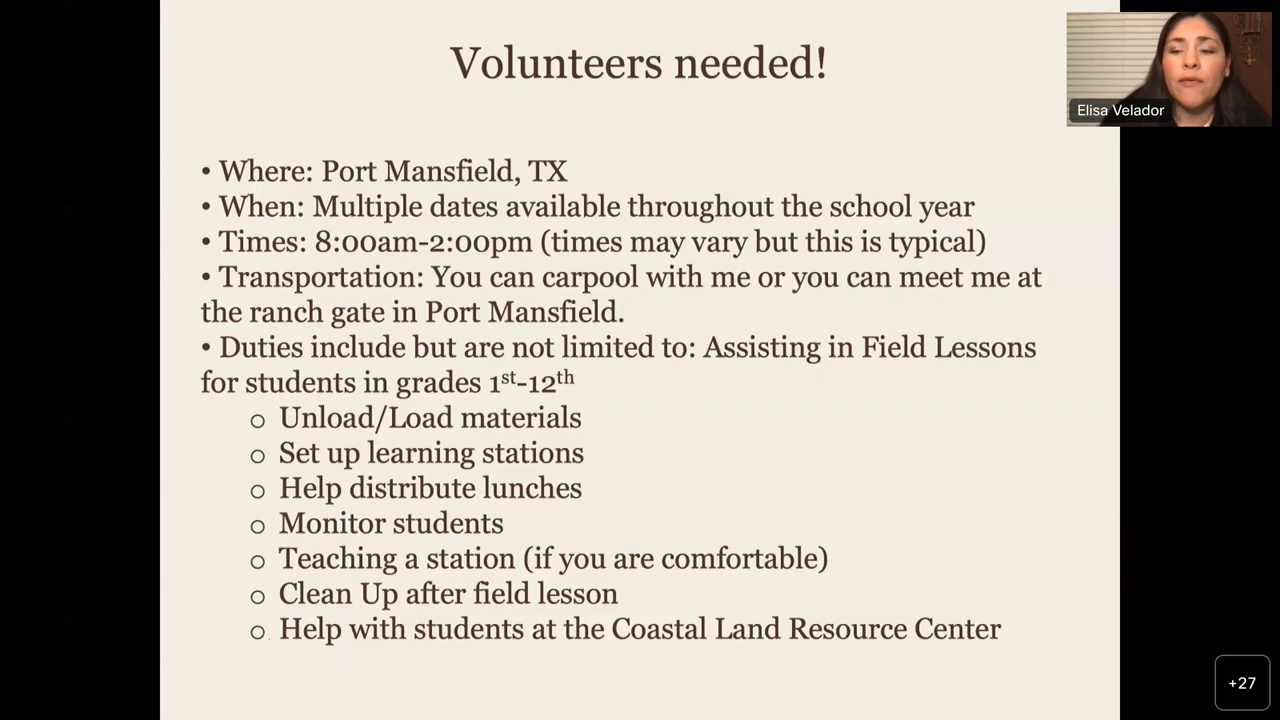 Volunteers needed!
Elisa Velador
• Where: Port Mansfield, TX
• When: Multiple dates available throughout the school year
• Times: 8:00am-2:00pm (times may vary but this is typical)
• Transportation: You can carpool with me or you can meet me at
the ranch gate in Port Mansfield.
• Duties include but are not limited to: Assisting in Field Lessons
for students in grades 1st-12th
o Unload/Load materials
o Set up learning stations
o Help distribute lunches
o Monitor students
o Teaching a station (if you are comfortable)
o Clean Up after field lesson
o Help with students at the Coastal Land Resource Center
+27